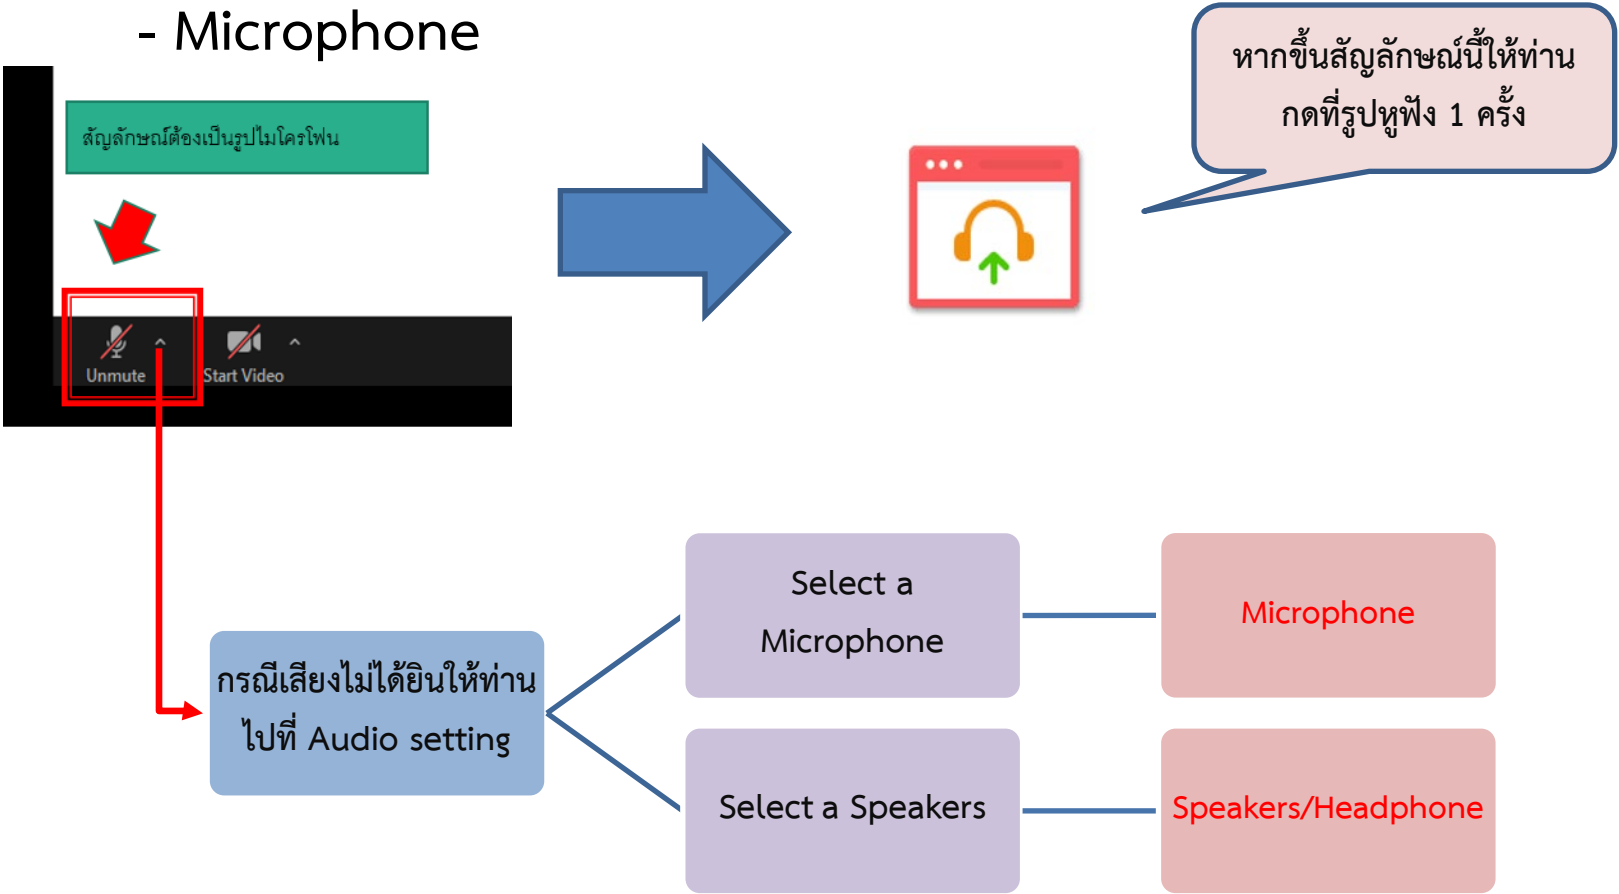 - Microphone
หากขึ้นสัญลักษณ์นี้ให้ท่าน
กดที่รูปหูฟัง 1 ครั้ง
สัญลักษณ์ต้องเป็นรูปไมโครโฟน
Unmute
Start Video
กรณีเสียงไม่ได้ยินให้ท่าน
ไปที่ Audio setting
Select a
Microphone
Microphone
Select a Speakers
Speakers/Headphone